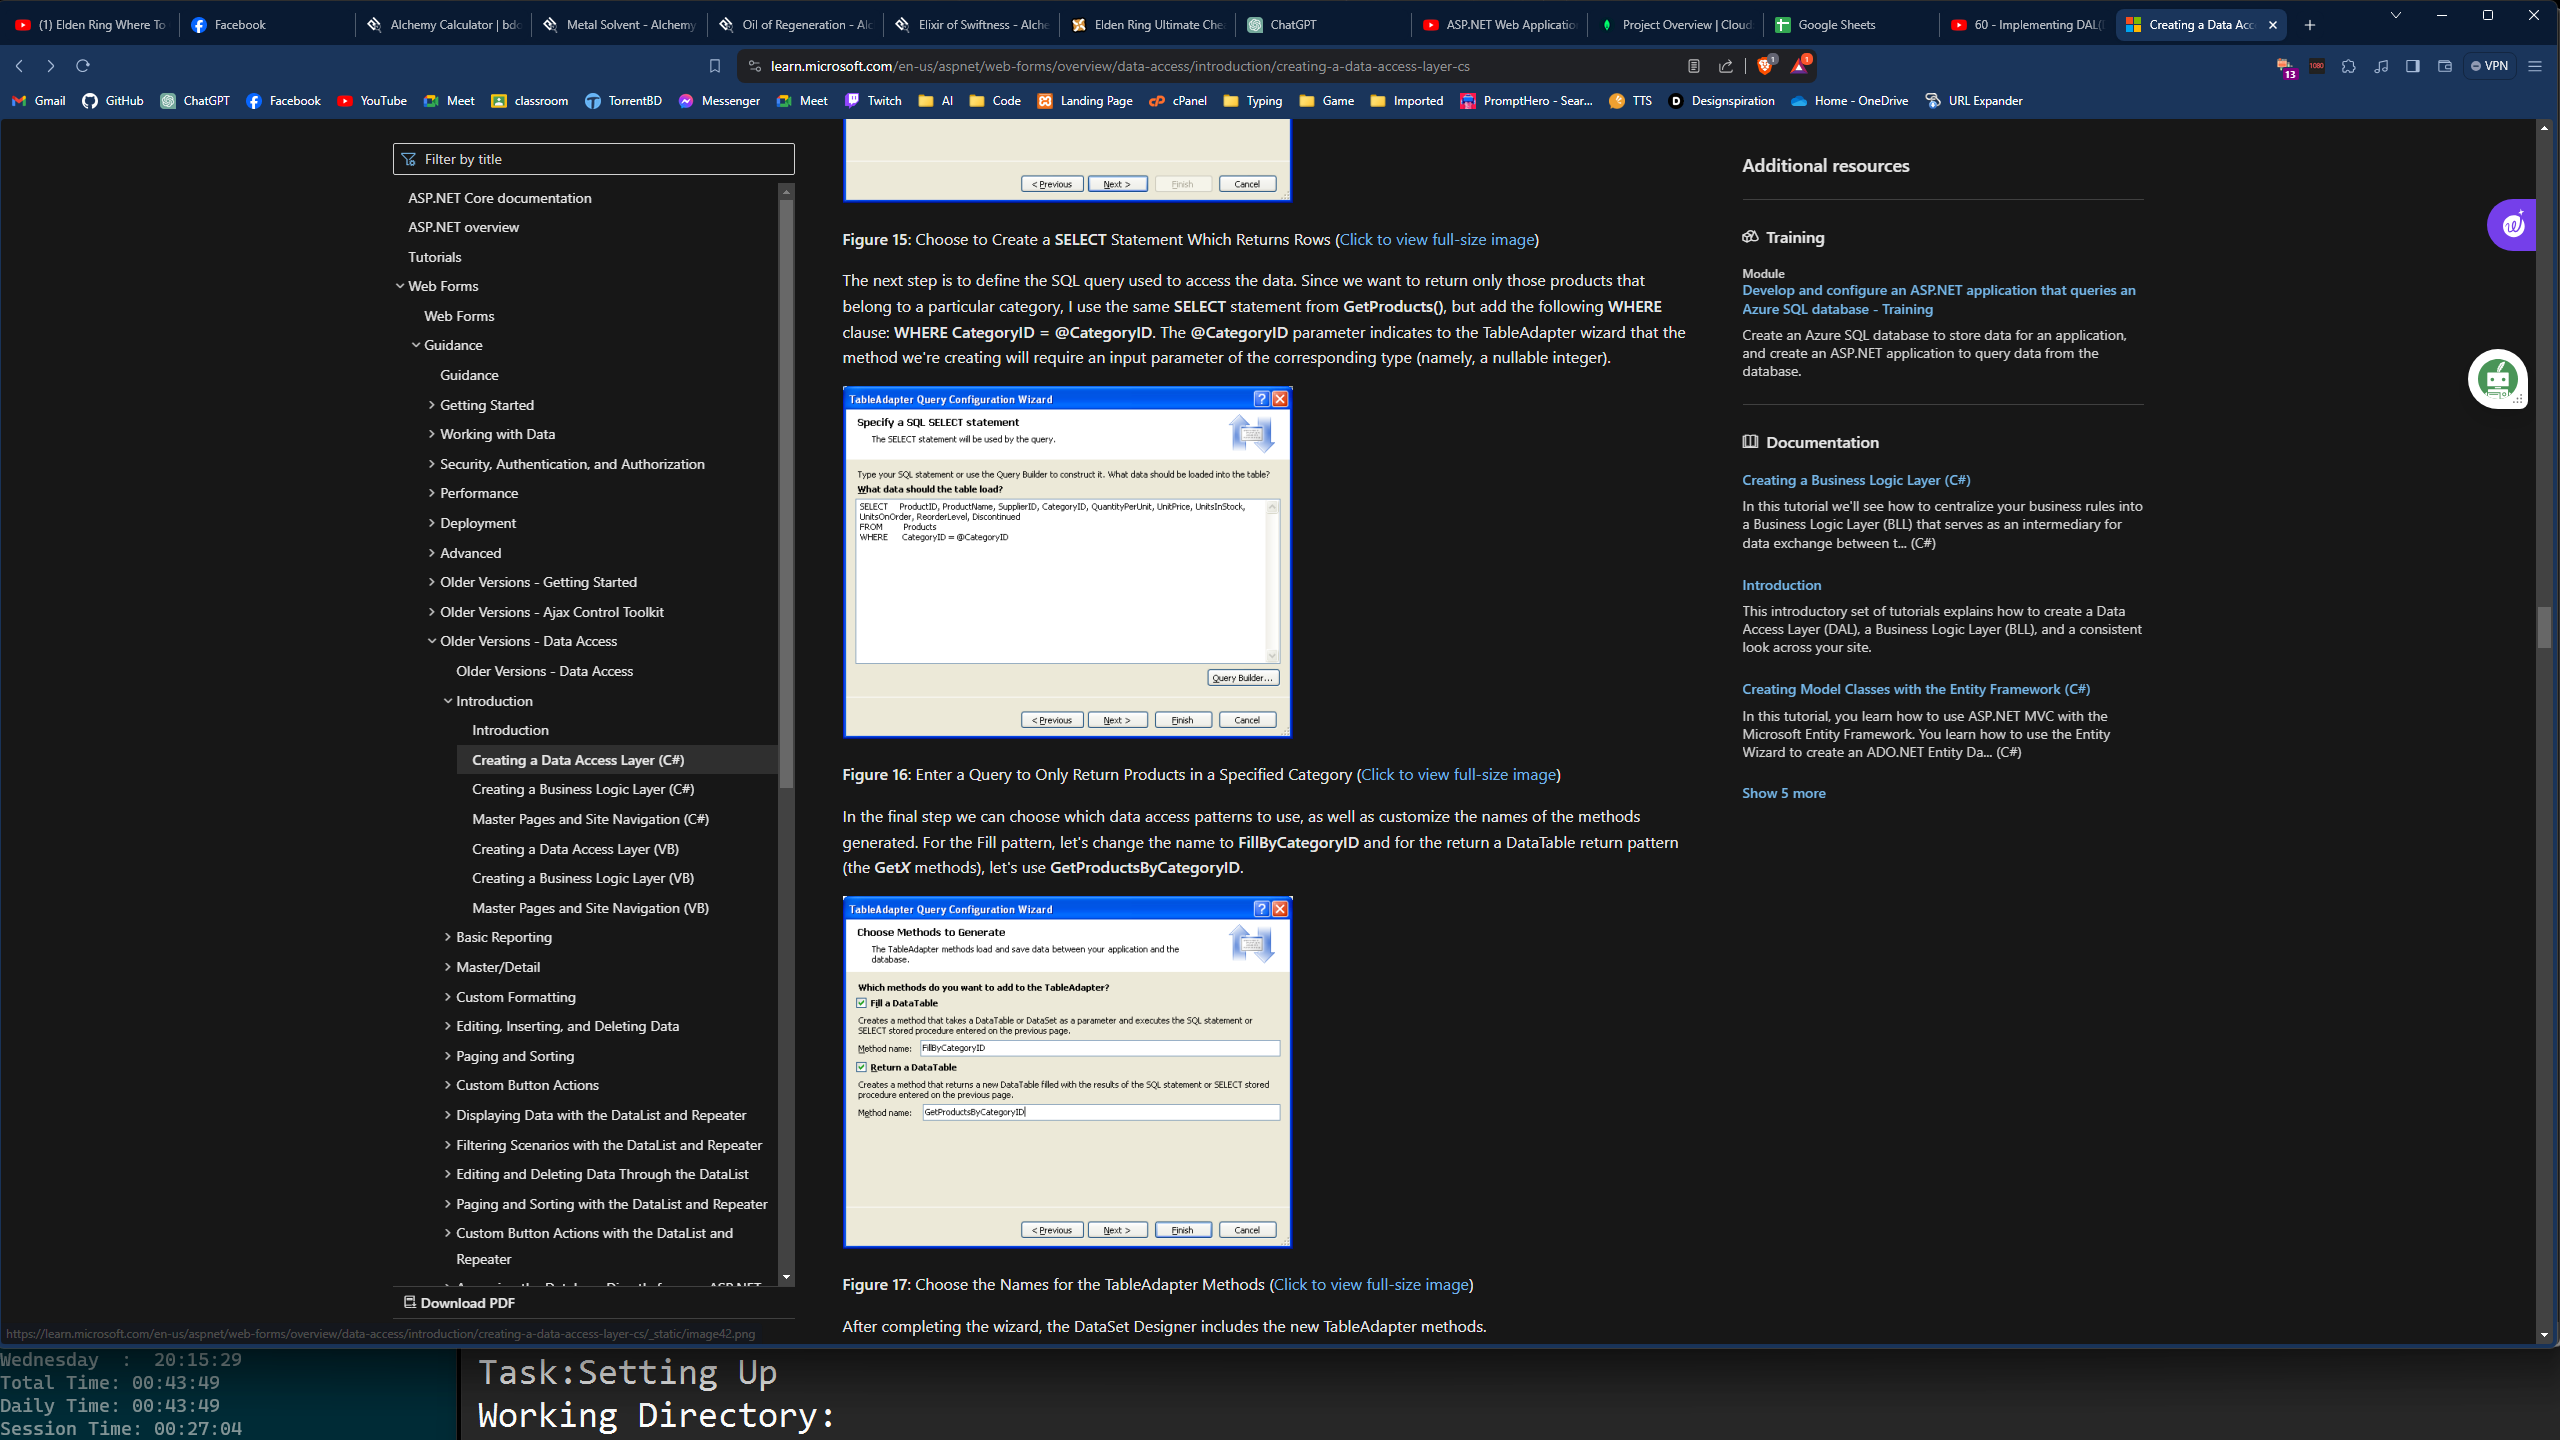 (1) Elden Ring Where To
Facebook
Alchemy Calculator | bdo
Metal Solvent - Alchemy
Oil of Regeneration - Alc
Elixir of Swiftness - Alche
Elden Ring Ultimate Che
ChatGPT
ASP.NET Web Application
Project Overview | Cloud
Google Sheets
60 - Implementing DAL(
Creating a Data Acc
learn.microsoft.com/en-us/aspnet/web-forms/overview/data-access/introduction/creating-a-data-access-layer-cs
1
1
13
1080
VPN
Gmail
GitHub
ChatGPT
Facebook
YouTube
Meet
classroom
TorrentBD
Messenger
Meet
Twitch
AI
Code
Landing Page
cPanel
Typing
Game
Imported
PromptHero - Sear...
TTS
Designspiration
Home - OneDrive
URL Expander
Filter by title
ASP.NET Core documentation
ASP.NET overview
Tutorials
Web Forms
Web Forms
Guidance
Guidance
Getting Started
Working with Data
Security, Authentication, and Authorization
Performance
Deployment
Advanced
Older Versions - Getting Started
Older Versions - Ajax Control Toolkit
Older Versions - Data Access
Older Versions - Data Access
Introduction
Introduction
Creating a Data Access Layer (C#)
Creating a Business Logic Layer (C#)
Master Pages and Site Navigation (C#)
Creating a Data Access Layer (VB)
Creating a Business Logic Layer (VB)
Master Pages and Site Navigation (VB)
Basic Reporting
Master/Detail
Custom Formatting
Editing, Inserting, and Deleting Data
Paging and Sorting
Custom Button Actions
Displaying Data with the DataList and Repeater
Filtering Scenarios with the DataList and Repeater
Editing and Deleting Data Through the DataList
Paging and Sorting with the DataList and Repeater
Custom Button Actions with the DataList and
Repeater
Download PDF
< Previous
Next >
Finish
Cancel
Figure 15: Choose to Create a SELECT Statement Which Returns Rows (Click to view full-size image)
The next step is to define the SQL query used to access the data. Since we want to return only those products that
belong to a particular category, I use the same SELECT statement from GetProducts(), but add the following WHERE
clause: WHERE CategoryID = @CategoryID. The @CategoryID parameter indicates to the TableAdapter wizard that the
method we're creating will require an input parameter of the corresponding type (namely, a nullable integer).
TableAdapter Query Configuration Wizard
Specify a SQL SELECT statement
The SELECT statement will be used by the query.
Type your SQL statement or use the Query Builder to construct it. What data should be loaded into the table?
What data should the table load?
SELECT ProductID, ProductName, SupplierID, CategoryID, QuantityPerUnit, UnitPrice, UnitsInStock,
UnitsOnOrder, ReorderLevel, Discontinued
FROM Products
WHERE CategoryID = @CategoryID
Query Builder...
< Previous
Next >
Finish
Cancel
Figure 16: Enter a Query to Only Return Products in a Specified Category (Click to view full-size image)
In the final step we can choose which data access patterns to use, as well as customize the names of the methods
generated. For the Fill pattern, let's change the name to FillByCategoryID and for the return a DataTable return pattern
(the GetX methods), let's use GetProductsByCategoryID.
TableAdapter Query Configuration Wizard
Choose Methods to Generate
The TableAdapter methods load and save data between your application and the
database.
Which methods do you want to add to the TableAdapter?
Fill a DataTable
Creates a method that takes a DataTable or DataSet as a parameter and executes the SQL statement or
SELECT stored procedure entered on the previous page.
Method name: FillByCategoryID
Return a DataTable
Creates a method that returns a new DataTable filled with the results of the SQL statement or SELECT stored
procedure entered on the previous page.
Method name: GetProductsByCategoryID
< Previous
Next >
Finish
Cancel
Figure 17: Choose the Names for the TableAdapter Methods (Click to view full-size image)
After completing the wizard, the DataSet Designer includes the new TableAdapter methods.
Additional resources
Training
Module
Develop and configure an ASP.NET application that queries an
Azure SQL database - Training
Create an Azure SQL database to store data for an application,
and create an ASP.NET application to query data from the
database.
Documentation
Creating a Business Logic Layer (C#)
In this tutorial we'll see how to centralize your business rules into
a Business Logic Layer (BLL) that serves as an intermediary for
data exchange between t... (C#)
Introduction
This introductory set of tutorials explains how to create a Data
Access Layer (DAL), a Business Logic Layer (BLL), and a consistent
look across your site.
Creating Model Classes with the Entity Framework (C#)
In this tutorial, you learn how to use ASP.NET MVC with the
Microsoft Entity Framework. You learn how to use the Entity
Wizard to create an ADO.NET Entity Da... (C#)
Show 5 more
https://learn.microsoft.com/en-us/aspnet/web-forms/overview/data-access/introduction/creating-a-data-access-layer-cs/_static/image42.png
Wednesday : 20:15:29
Total Time: 00:43:49
Daily Time: 00:43:49
Session Time: 00:27:04
Task:Setting Up
Working Directory: